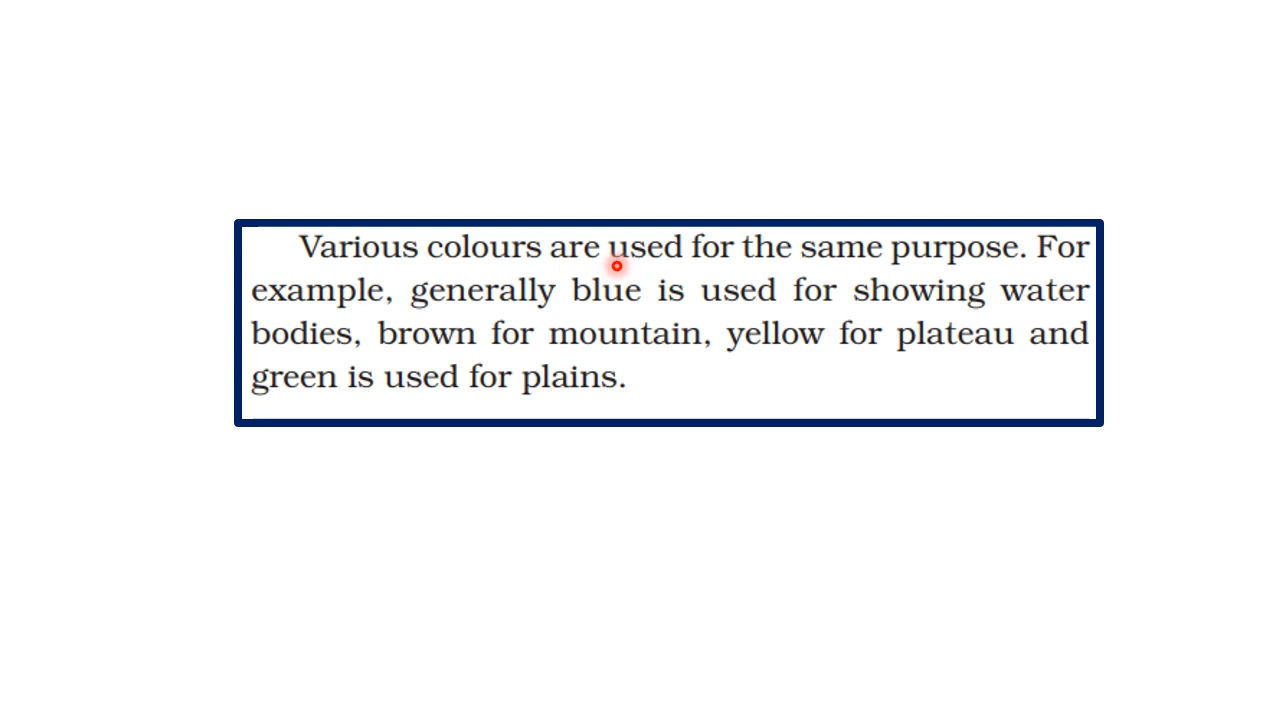 Various colours are used for the same purpose. For
example, generally blue is used for showing water
bodies, brown for mountain, yellow for plateau and
green is used for plains.